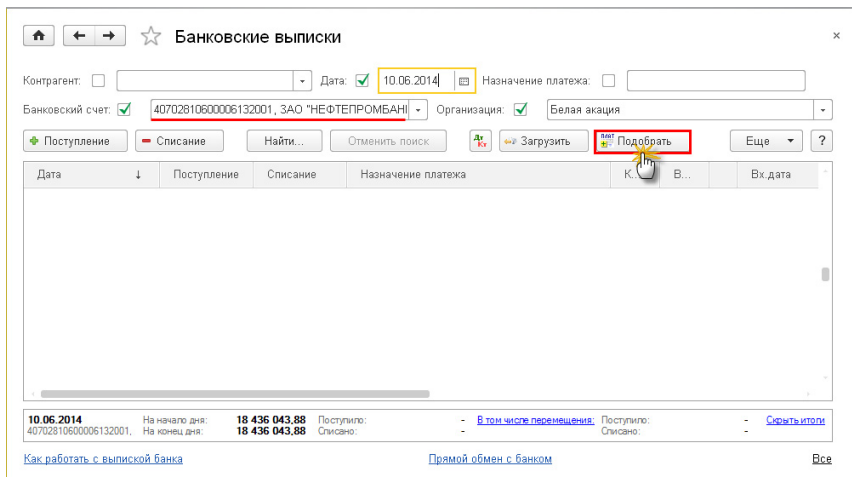 Банковские выписки
Контрагент: Дата: 10.06.2014 Назначение платежа:
Банковский счет: 40702810600006132001, ЗАО "НЕФТЕПРОМБАНІ Организация: Белая акация
Поступление Списание Найти... Отменить поиск Дт Кт Загрузить Подобрать Еще ?
Дата ↓ Поступление Списание Назначение платежа К... В... Вх.дата
10.06.2014 На начало дня: 18 436 043,88 Поступило: - В том числе перемещения: Поступило: - Скрыть итоги
40702810600006132001, На конец дня: 18 436 043,88 Списано: - Списано: -
Как работать с выпиской банка Прямой обмен с банком Все